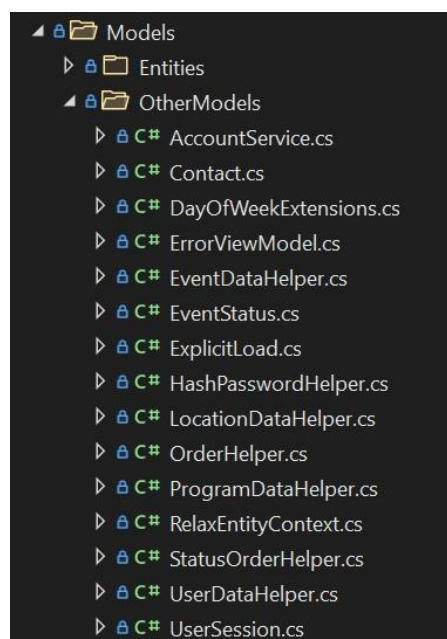 Models
Entities
OtherModels
C# AccountService.cs
C# Contact.cs
C# DayOfWeekExtensions.cs
C# ErrorViewModel.cs
C# EventDataHelper.cs
C# EventStatus.cs
C# ExplicitLoad.cs
C# HashPasswordHelper.cs
C# LocationDataHelper.cs
C# OrderHelper.cs
C# ProgramDataHelper.cs
C# RelaxEntityContext.cs
C# StatusOrderHelper.cs
C# UserDataHelper.cs
C# UserSession.cs